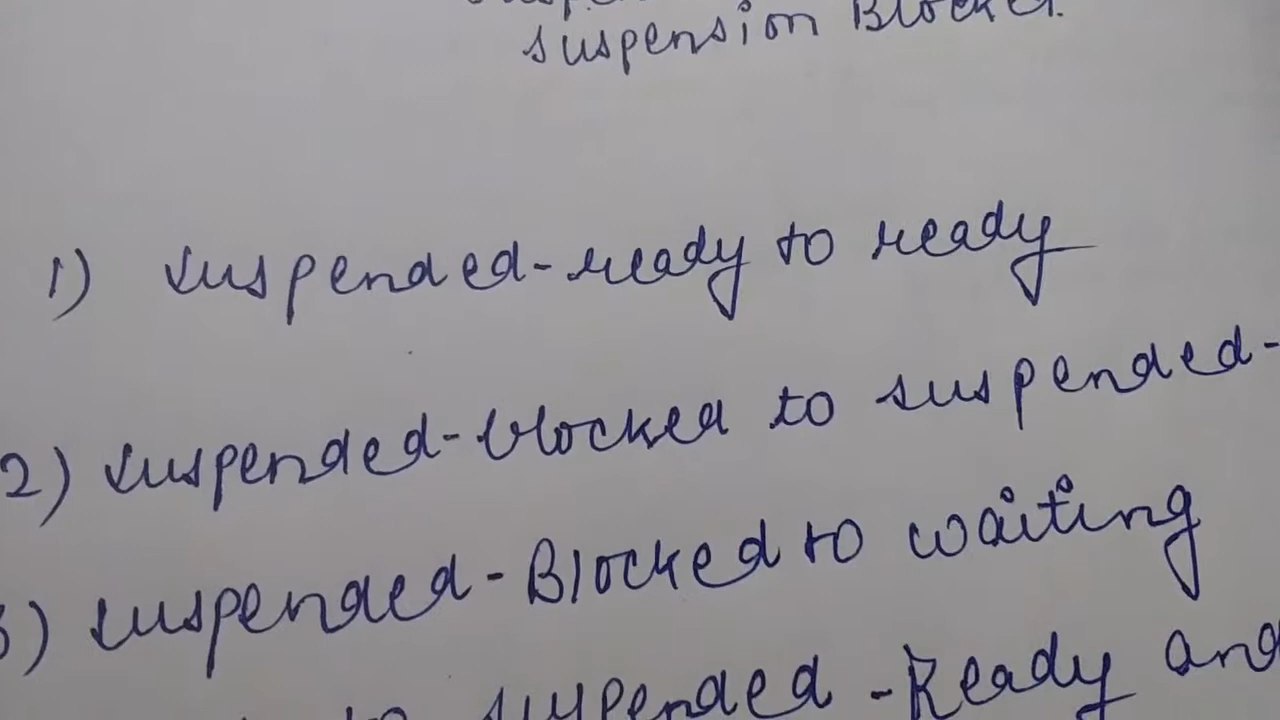 suspension Blocked.
1) suspended-ready to ready
2) suspended-blocked to suspended-
3) suspended-Blocked to waiting
to suspended-Ready and